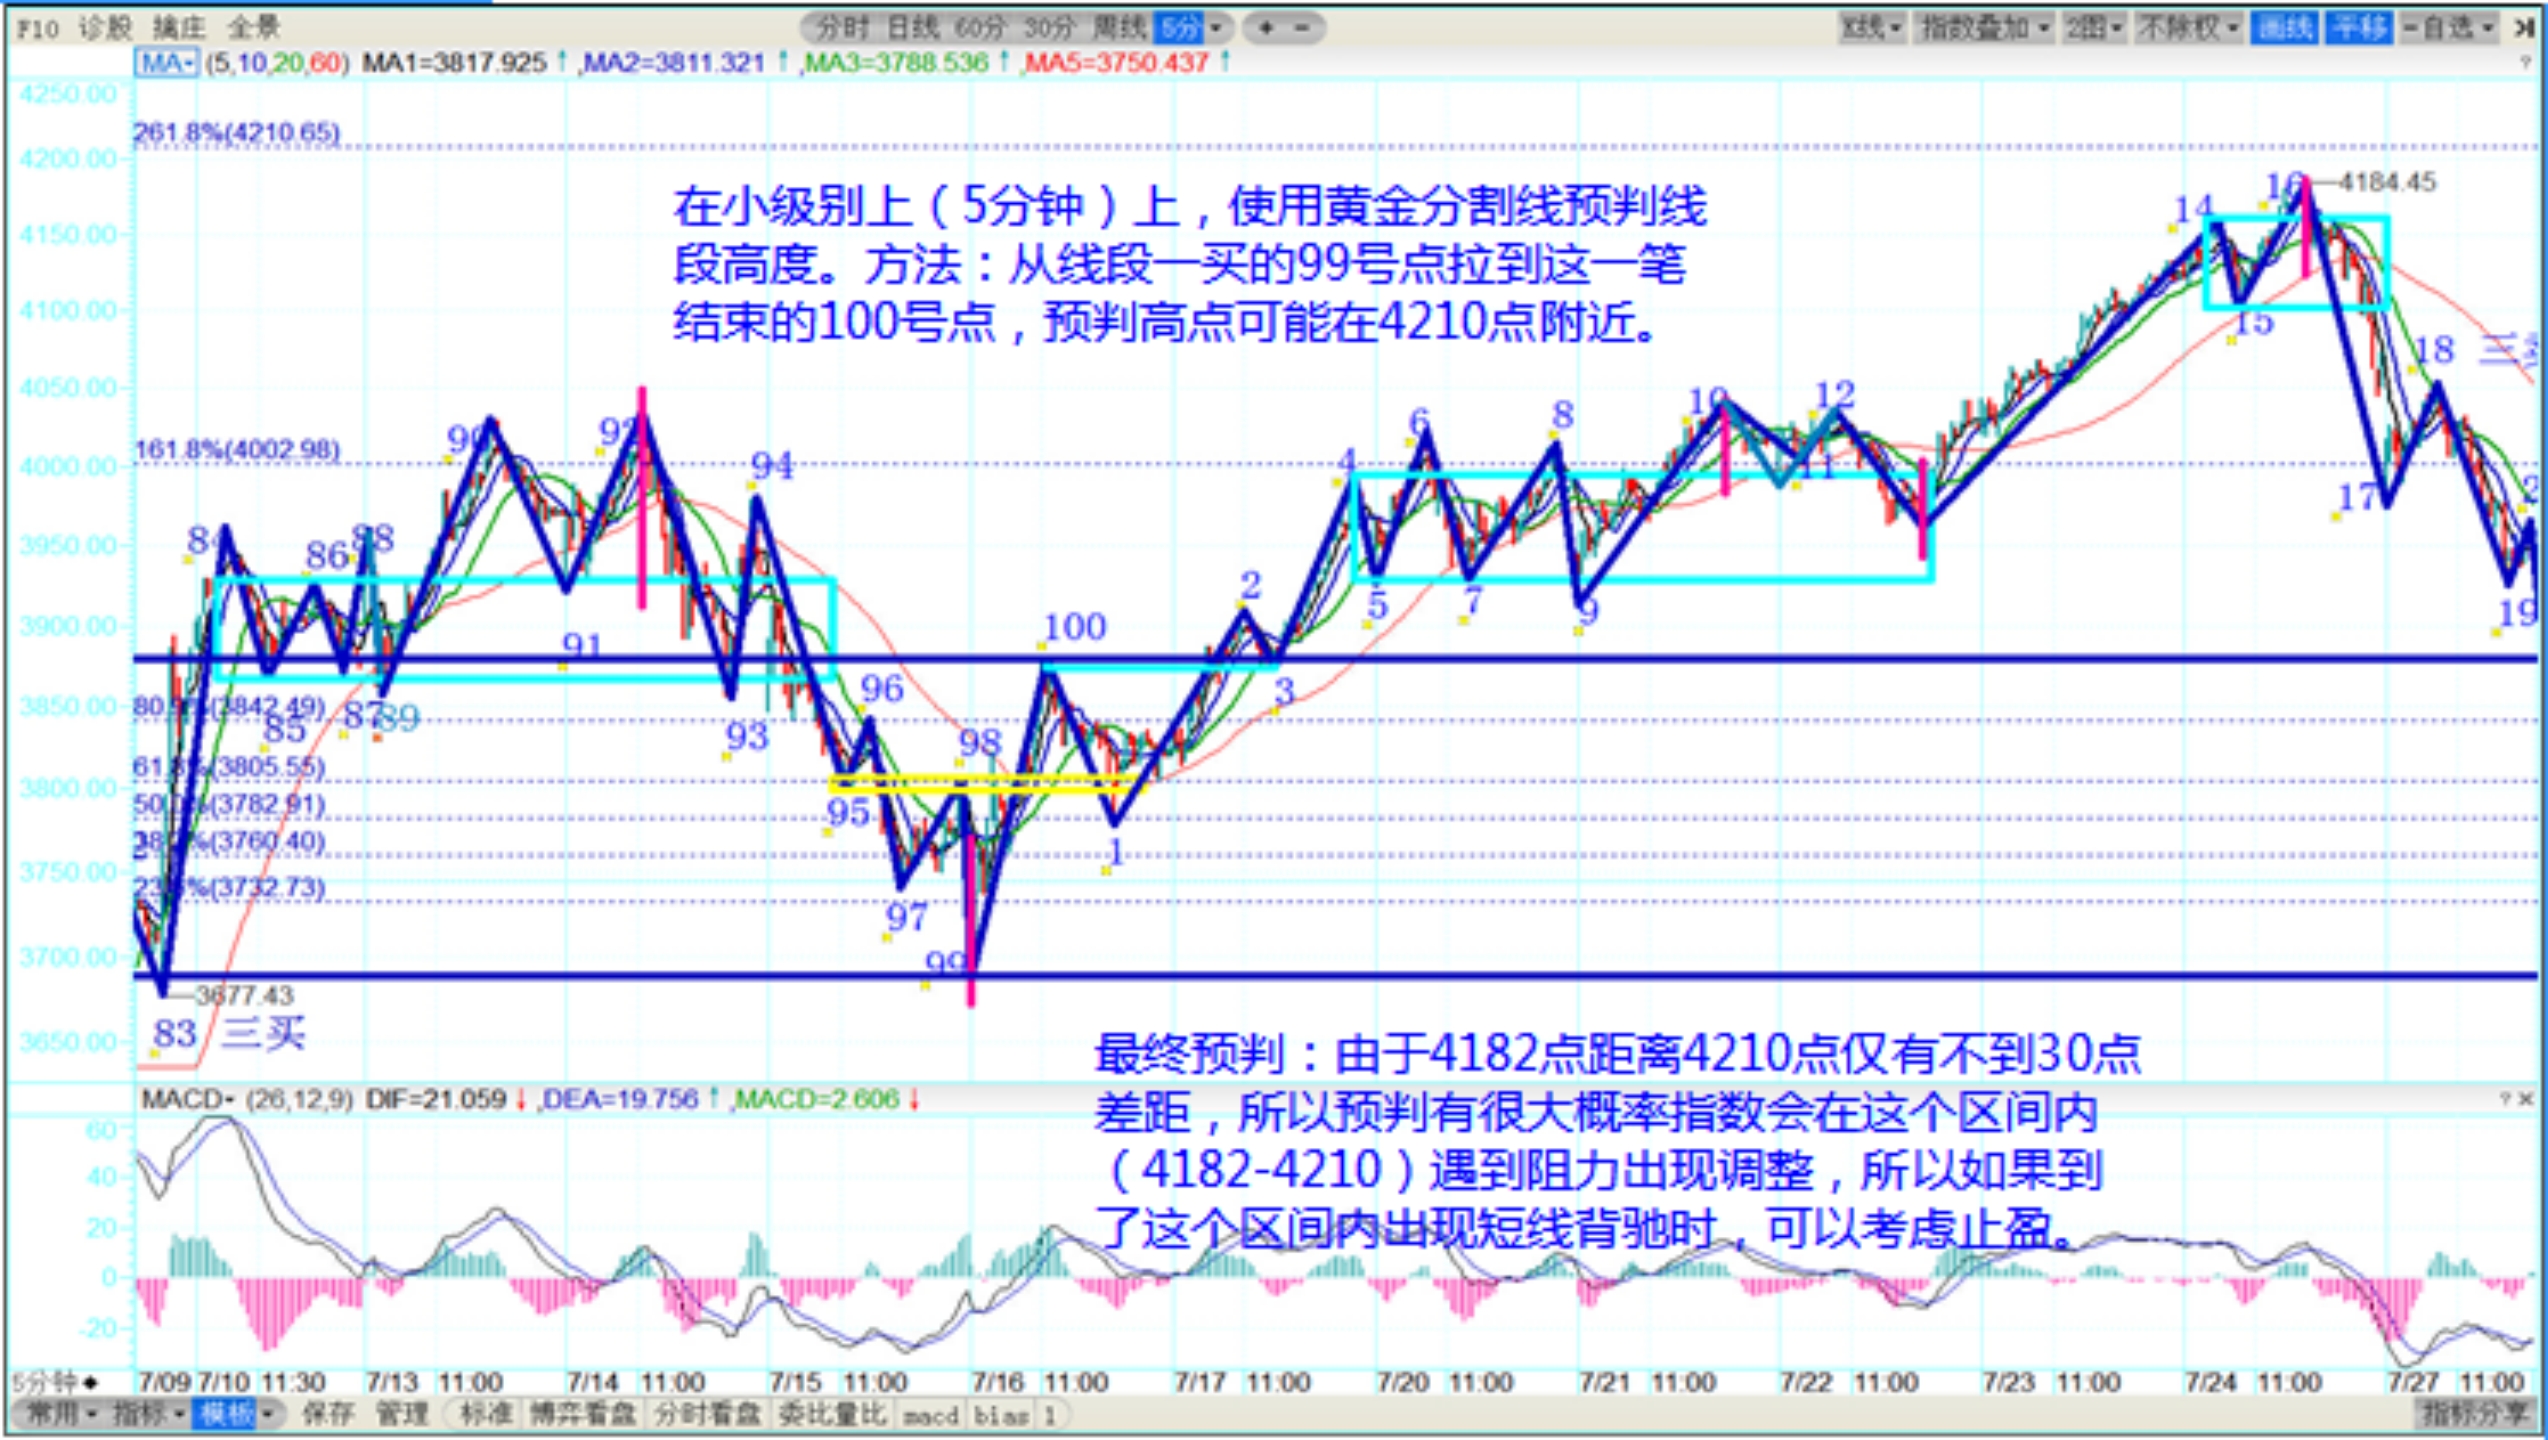 F10 诊股 擒庄 全景 分时 日线 60分 30分 周线 5分 + - K线 指数叠加 2图 不除权 画线 平移 -自选
MA (5,10,20,60) MA1=3817.925 ↑ ,MA2=3811.321 ↑ ,MA3=3788.536 ↑ ,MA5=3750.437 ↑ ?
4250.00
261.8%(4210.65)
4200.00
16 4184.45
在小级别上（5分钟）上，使用黄金分割线预判线
14
4150.00
段高度。方法：从线段一买的99号点拉到这一笔
4100.00
结束的100号点，预判高点可能在4210点附近。
15
18 三
4050.00
10 12
6 8
90 92
161.8%(4002.98)
4000.00
94 4 11
17 2
3950.00
84 86 88
2
5 7 9 19
3900.00
100
91
96 3
3850.00
80.9%(3842.49)
85 87 89
93 98
61.8%(3805.55)
3800.00
50.0%(3782.91)
95
38.2%(3760.40)
1
3750.00
23.6%(3732.73)
97
3700.00
99
3677.43
83 三买
3650.00
最终预判：由于4182点距离4210点仅有不到30点
MACD (26,12,9) DIF=21.059 ↓ ,DEA=19.756 ↑ ,MACD=2.606 ↓ ? ×
差距，所以预判有很大概率指数会在这个区间内
60
（4182-4210）遇到阻力出现调整，所以如果到
40
了这个区间内出现短线背驰时，可以考虑止盈。
20
0
-20
5分钟 7/09 7/10 11:30 7/13 11:00 7/14 11:00 7/15 11:00 7/16 11:00 7/17 11:00 7/20 11:00 7/21 11:00 7/22 11:00 7/23 11:00 7/24 11:00 7/27 11:00
常用 指标 模板 保存 管理 标准 博弈看盘 分时看盘 委比量比 macd bias 1 指标分享